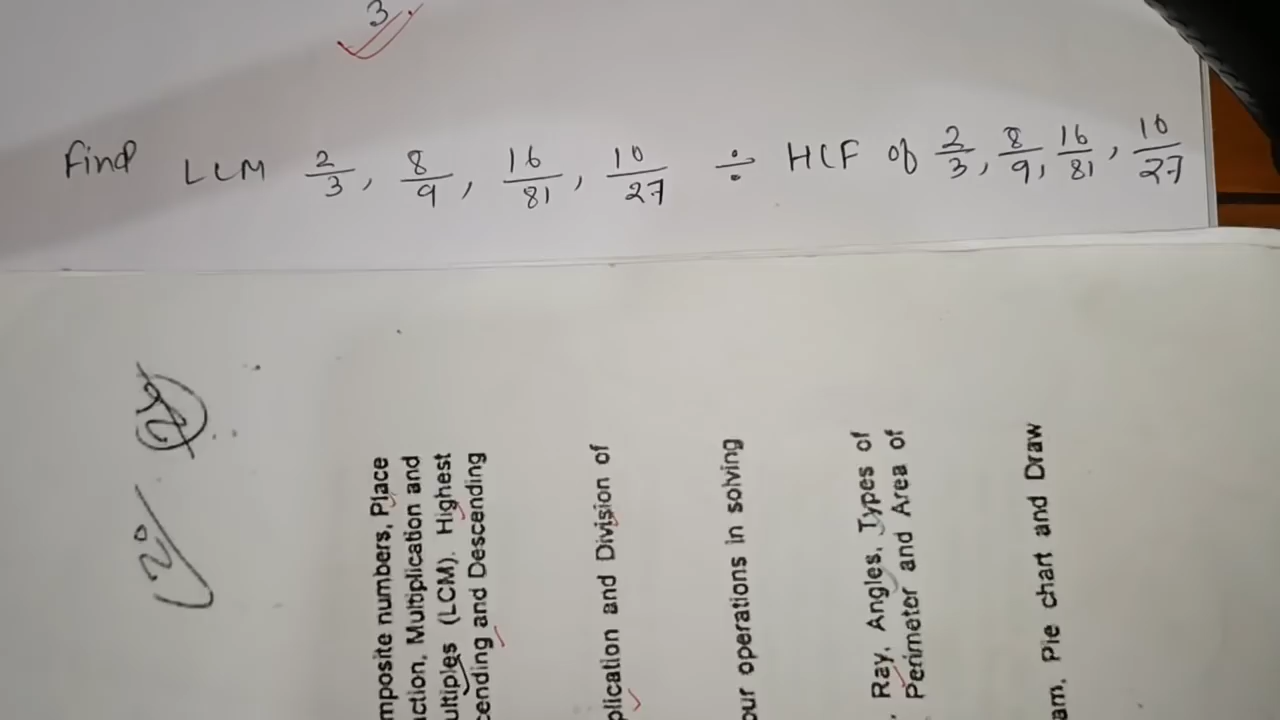 3.
Find LCM 2/3, 8/9, 16/81, 10/27 ÷ HCF of 2/3, 8/9, 16/81, 10/27
mposite numbers, Place
action, Multiplication and
ultiples (LCM). Highest
cending and Descending
plication and Division of
our operations in solving
Ray, Angles, Types of
Perimeter and Area of
am, Pie chart and Draw